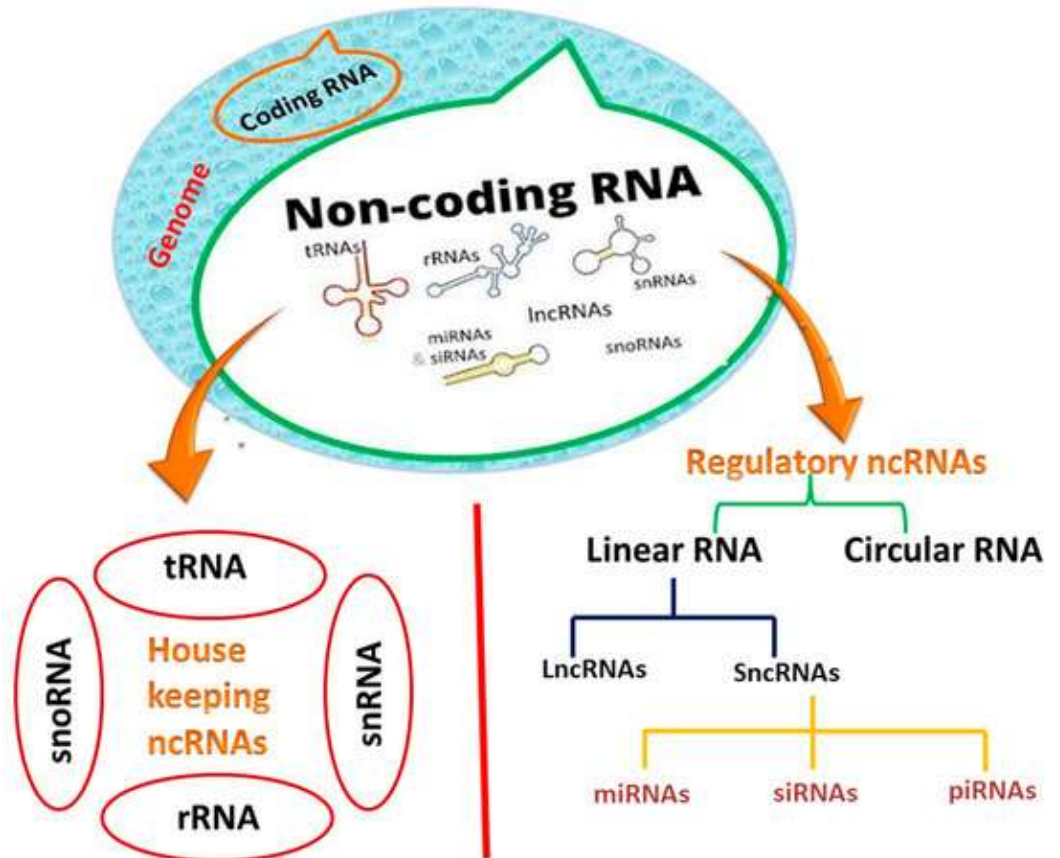 Coding RNA
Genome
Non-coding RNA
tRNAs
rRNAs
snRNAs
lncRNAs
miRNAs
& siRNAs
snoRNAs
Regulatory ncRNAs
Linear RNA
Circular RNA
LncRNAs
SncRNAs
miRNAs
siRNAs
piRNAs
tRNA
snoRNA
House
keeping
ncRNAs
snRNA
rRNA